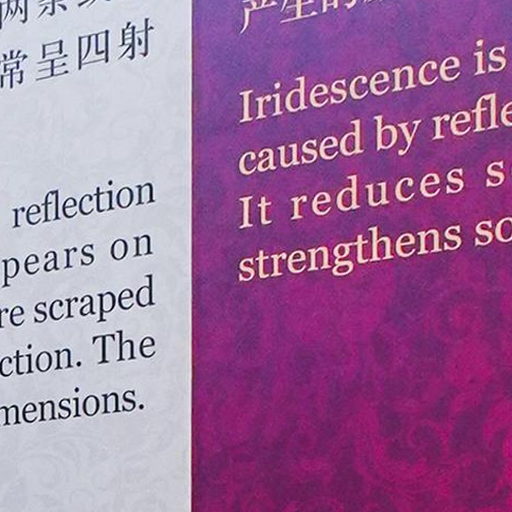 常呈四射
reflection
pears on
re scraped
ction. The
mensions.
Iridescence is
caused by refle
It reduces s
strengthens so